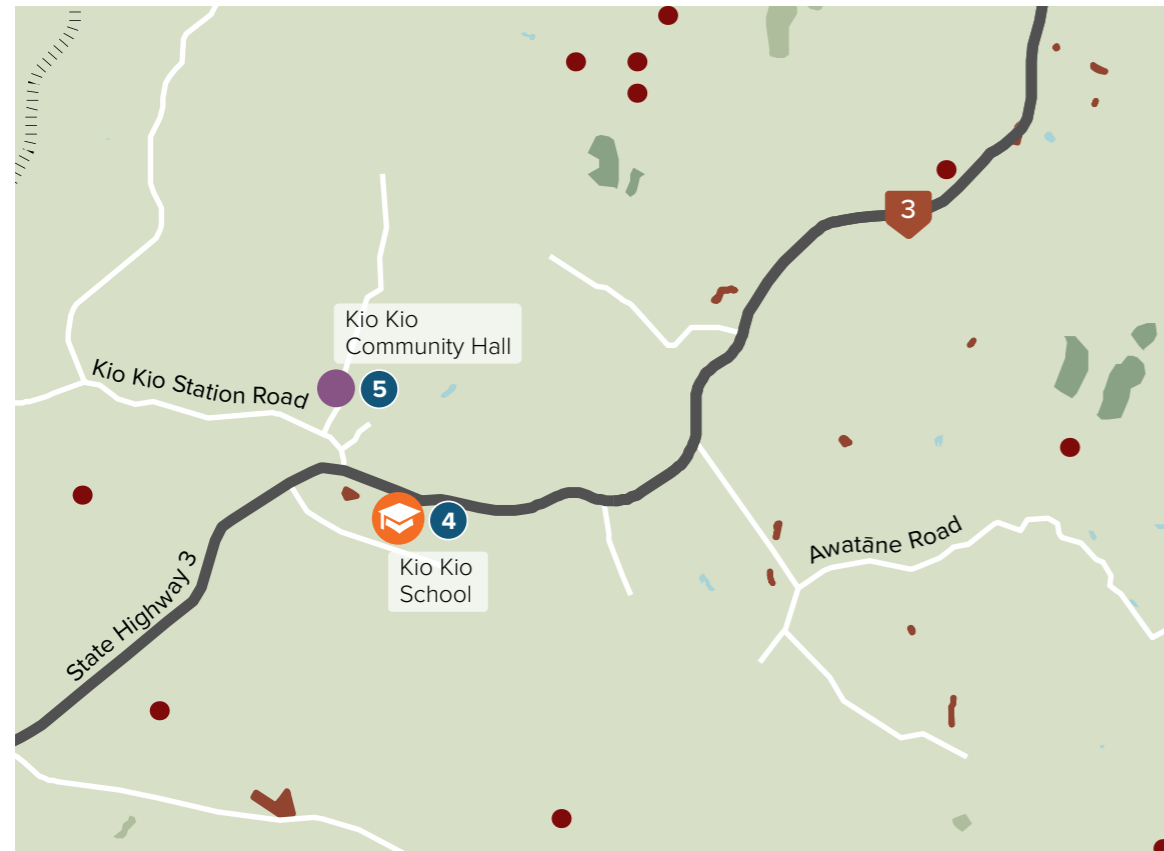 3
Kio Kio
Community Hall
Kio Kio Station Road
5
4
Kio Kio
School
Awatāne Road
State Highway 3